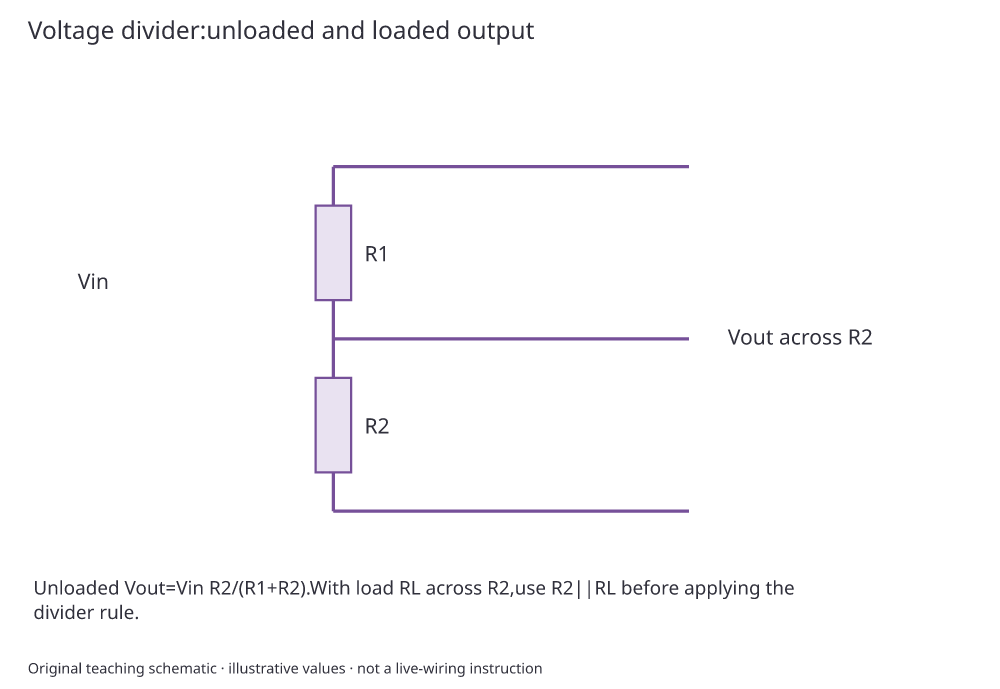 Voltage divider:unloaded and loaded output
R1
Vin
Vout across R2
R2
Unloaded Vout=Vin R2/(R1+R2).With load RL across R2,use R2||RL before applying the
divider rule.
Original teaching schematic · illustrative values · not a live-wiring instruction